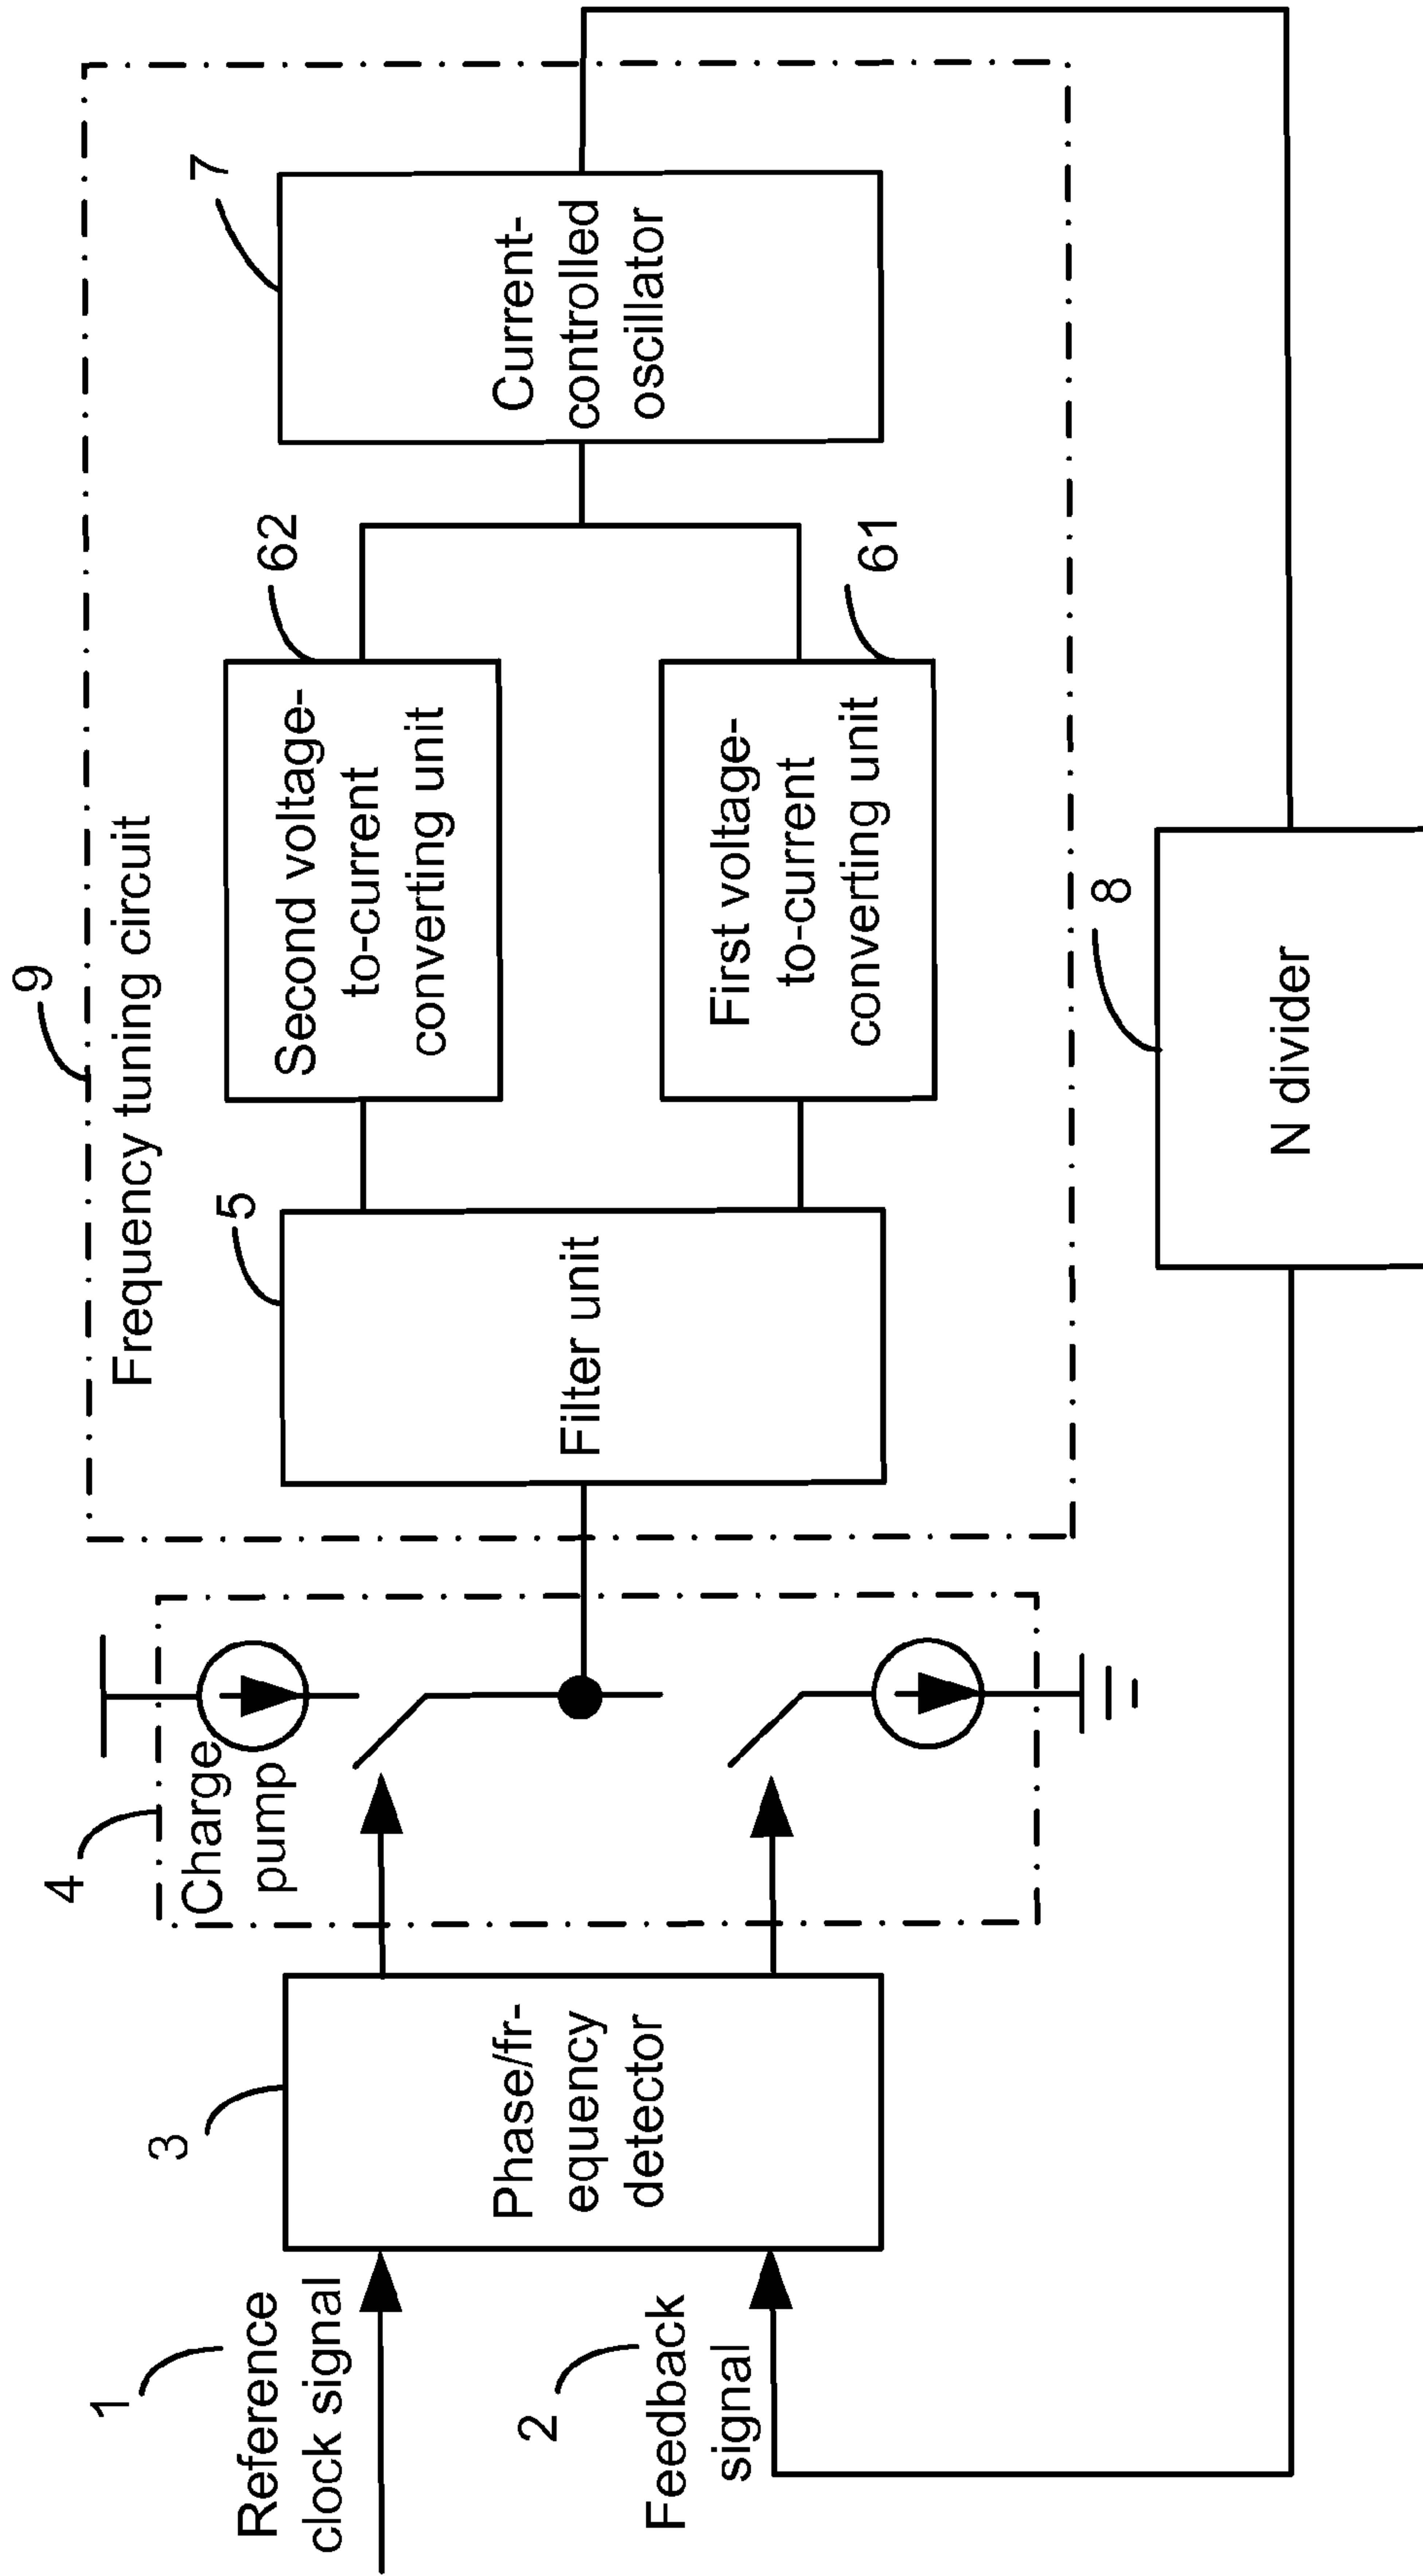 9
Frequency tuning circuit
4
Charge
pump
1
Reference
clock signal
2
Feedback
signal
3
Phase/fr-
equency
detector
5
Filter unit
62
Second voltage-
to-current
converting unit
61
First voltage-
to-current
converting unit
7
Current-
controlled
oscillator
8
N divider